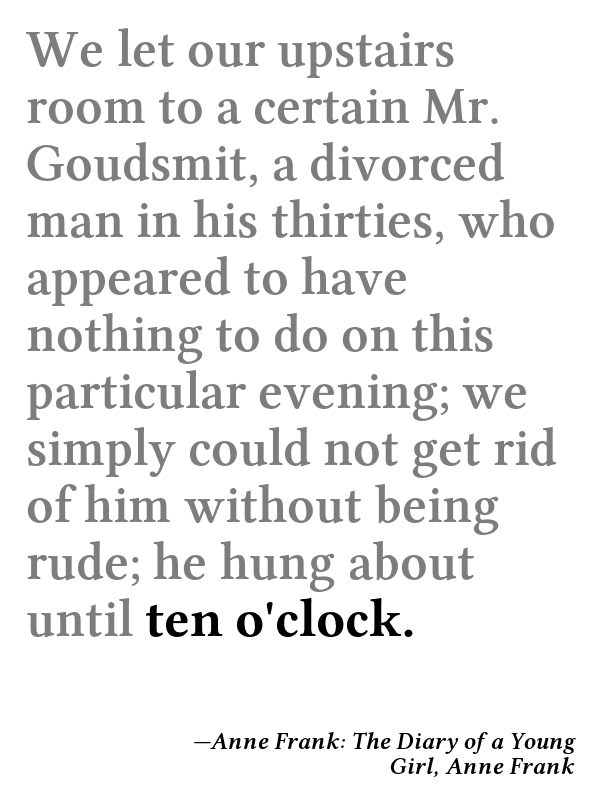 We let our upstairs
room to a certain Mr.
Goudsmit, a divorced
man in his thirties, who
appeared to have
nothing to do on this
particular evening; we
simply could not get rid
of him without being
rude; he hung about
until ten o'clock.
—Anne Frank: The Diary of a Young
Girl, Anne Frank